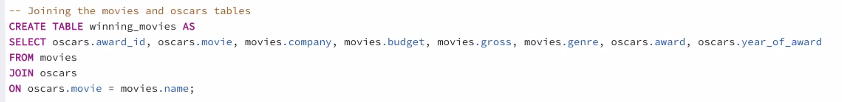 -- Joining the movies and oscars tables
CREATE TABLE winning_movies AS
SELECT oscars.award_id, oscars.movie, movies.company, movies.budget, movies.gross, movies.genre, oscars.award, oscars.year_of_award
FROM movies
JOIN oscars
ON oscars.movie = movies.name;